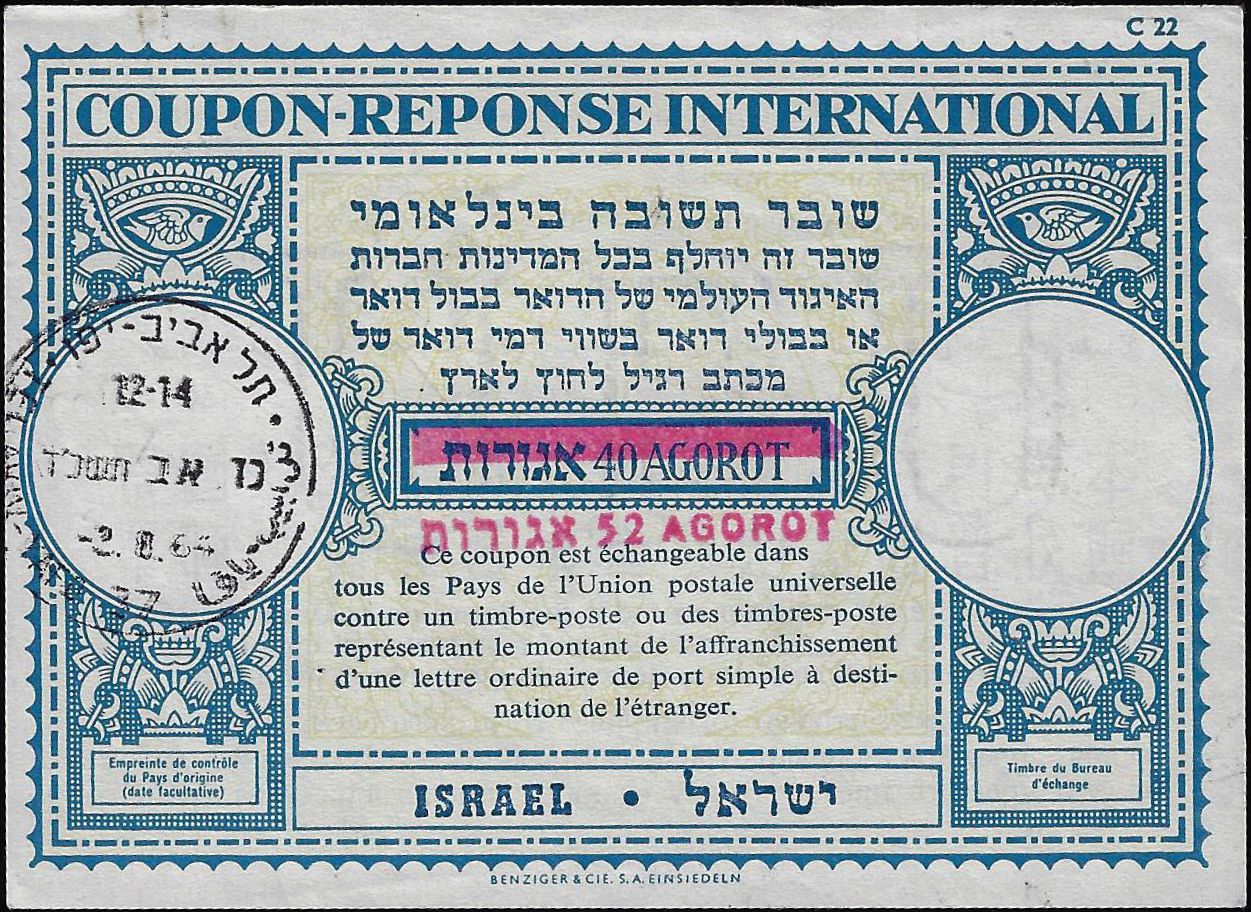 C 22
COUPON-REPONSE INTERNATIONAL
שובר תשובה בינלאומי
שובר זה יוחלף בכל המדינות חברות
האיגוד העולמי של הדואר בבול דואר
או בבולי דואר בשווי דמי דואר של
מכתב רגיל לחוץ לארץ
אגורות 40 AGOROT
אגורות 52 AGOROT
Ce coupon est échangeable dans
tous les Pays de l'Union postale universelle
contre un timbre-poste ou des timbres-poste
représentant le montant de l'affranchissement
d'une lettre ordinaire de port simple à desti-
nation de l'étranger.
תל אביב-יפו
12-14
כז אב תשכ"ד
-2.8.64
Empreinte de contrôle
du Pays d'origine
(date facultative)
ISRAEL • ישראל
Timbre du Bureau
d'échange
BENZIGER & CIE. S.A. EINSIEDELN